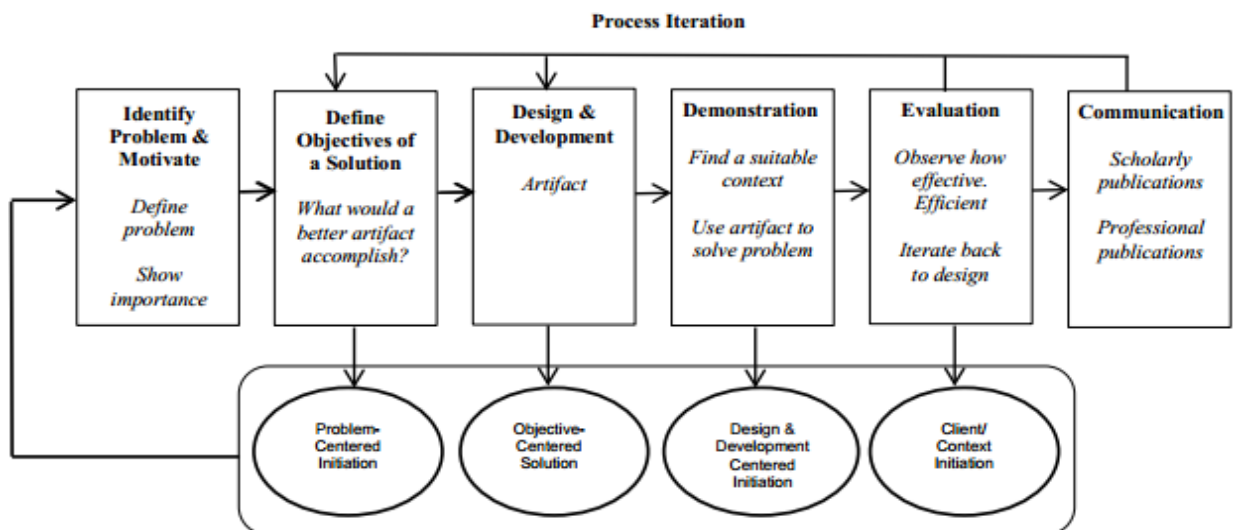 Process Iteration
Identify
Problem &
Motivate
Define
problem
Show
importance
Define
Objectives of
a Solution
What would a
better artifact
accomplish?
Design &
Development
Artifact
Demonstration
Find a suitable
context
Use artifact to
solve problem
Evaluation
Observe how
effective.
Efficient
Iterate back
to design
Communication
Scholarly
publications
Professional
publications
Problem-
Centered
Initiation
Objective-
Centered
Solution
Design &
Development
Centered
Initiation
Client/
Context
Initiation